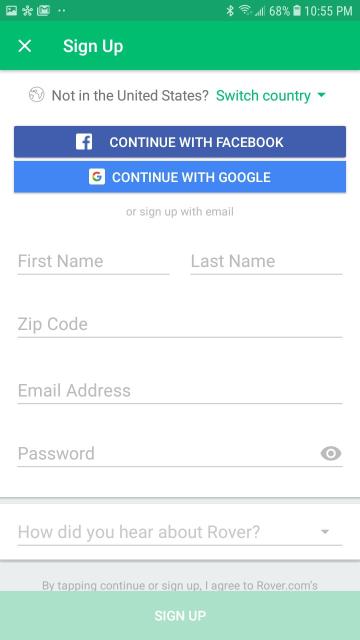 68% 10:55 PM
Sign Up
Not in the United States? Switch country
CONTINUE WITH FACEBOOK
G CONTINUE WITH GOOGLE
or sign up with email
First Name Last Name
Zip Code
Email Address
Password
How did you hear about Rover?
By tapping continue or sign up, I agree to Rover.com's
SIGN UP